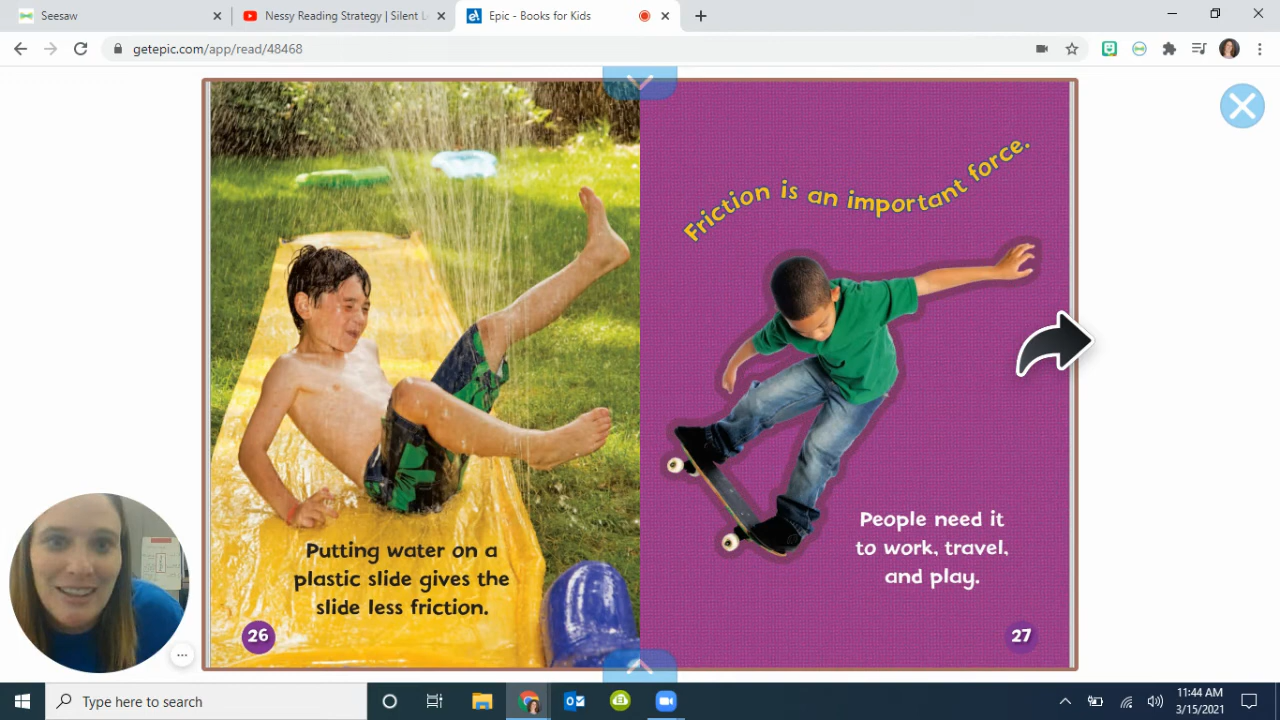 Seesaw
Nessy Reading Strategy | Silent L
Epic - Books for Kids
getepic.com/app/read/48468
Friction is an important force.
Putting water on a
plastic slide gives the
slide less friction.
26
People need it
to work, travel,
and play.
27
Type here to search
11:44 AM
3/15/2021